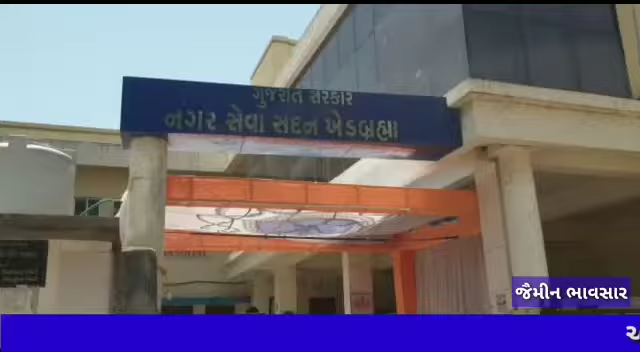 ગુજરાત સરકાર
નગર સેવા સદન ખેડબ્રહ્મા
જૈમીન ભાવસાર